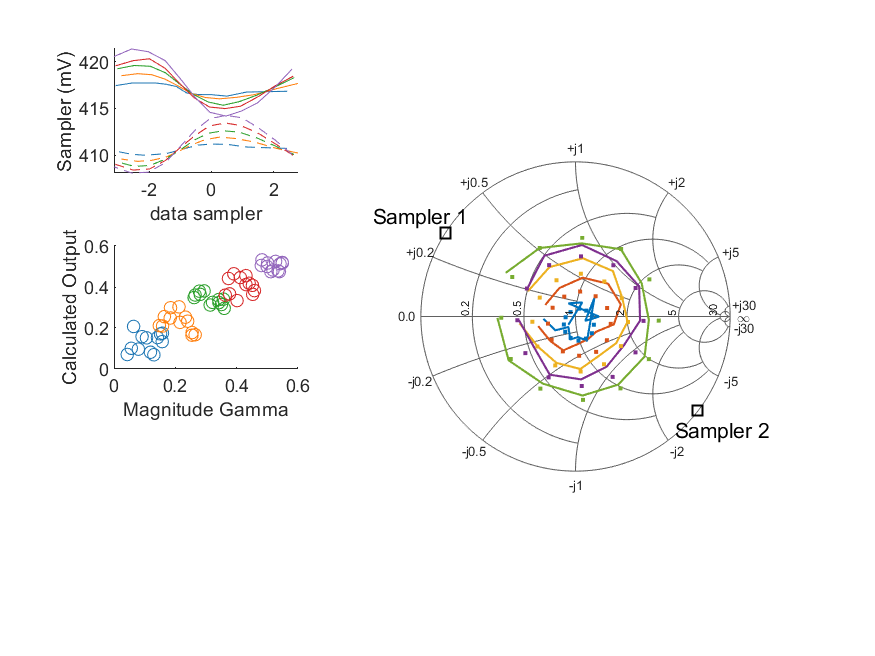 Sampler (mV)
420
415
410
-2
0
2
data sampler
Calculated Output
0.6
0.4
0.2
0
0
0.2
0.4
0.6
Magnitude Gamma
+j1
+j0.5
+j2
Sampler 1
+j0.2
+j5
0.0
0.2
0.5
1
2
5
30
+j30
∞
-j30
-j0.2
-j5
Sampler 2
-j0.5
-j2
-j1